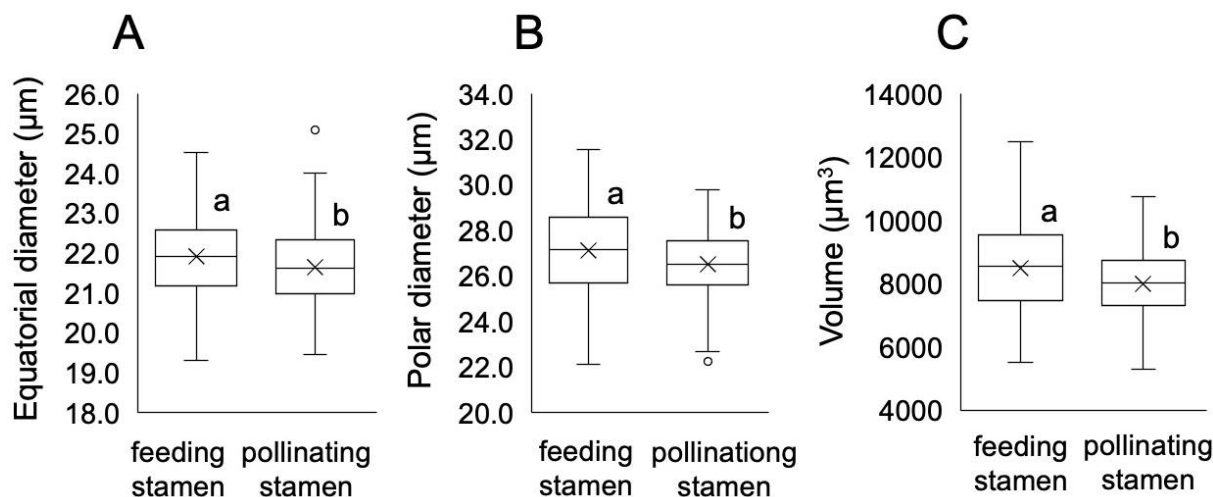 A
Equatorial diameter (μm)
26.0
25.0
24.0
23.0
22.0
21.0
20.0
19.0
18.0
a
b
feeding
stamen
pollinating
stamen
B
Polar diameter (μm)
34.0
32.0
30.0
28.0
26.0
24.0
22.0
20.0
a
b
feeding
stamen
pollinationg
stamen
C
Volume (μm³)
14000
12000
10000
8000
6000
4000
a
b
feeding
stamen
pollinating
stamen